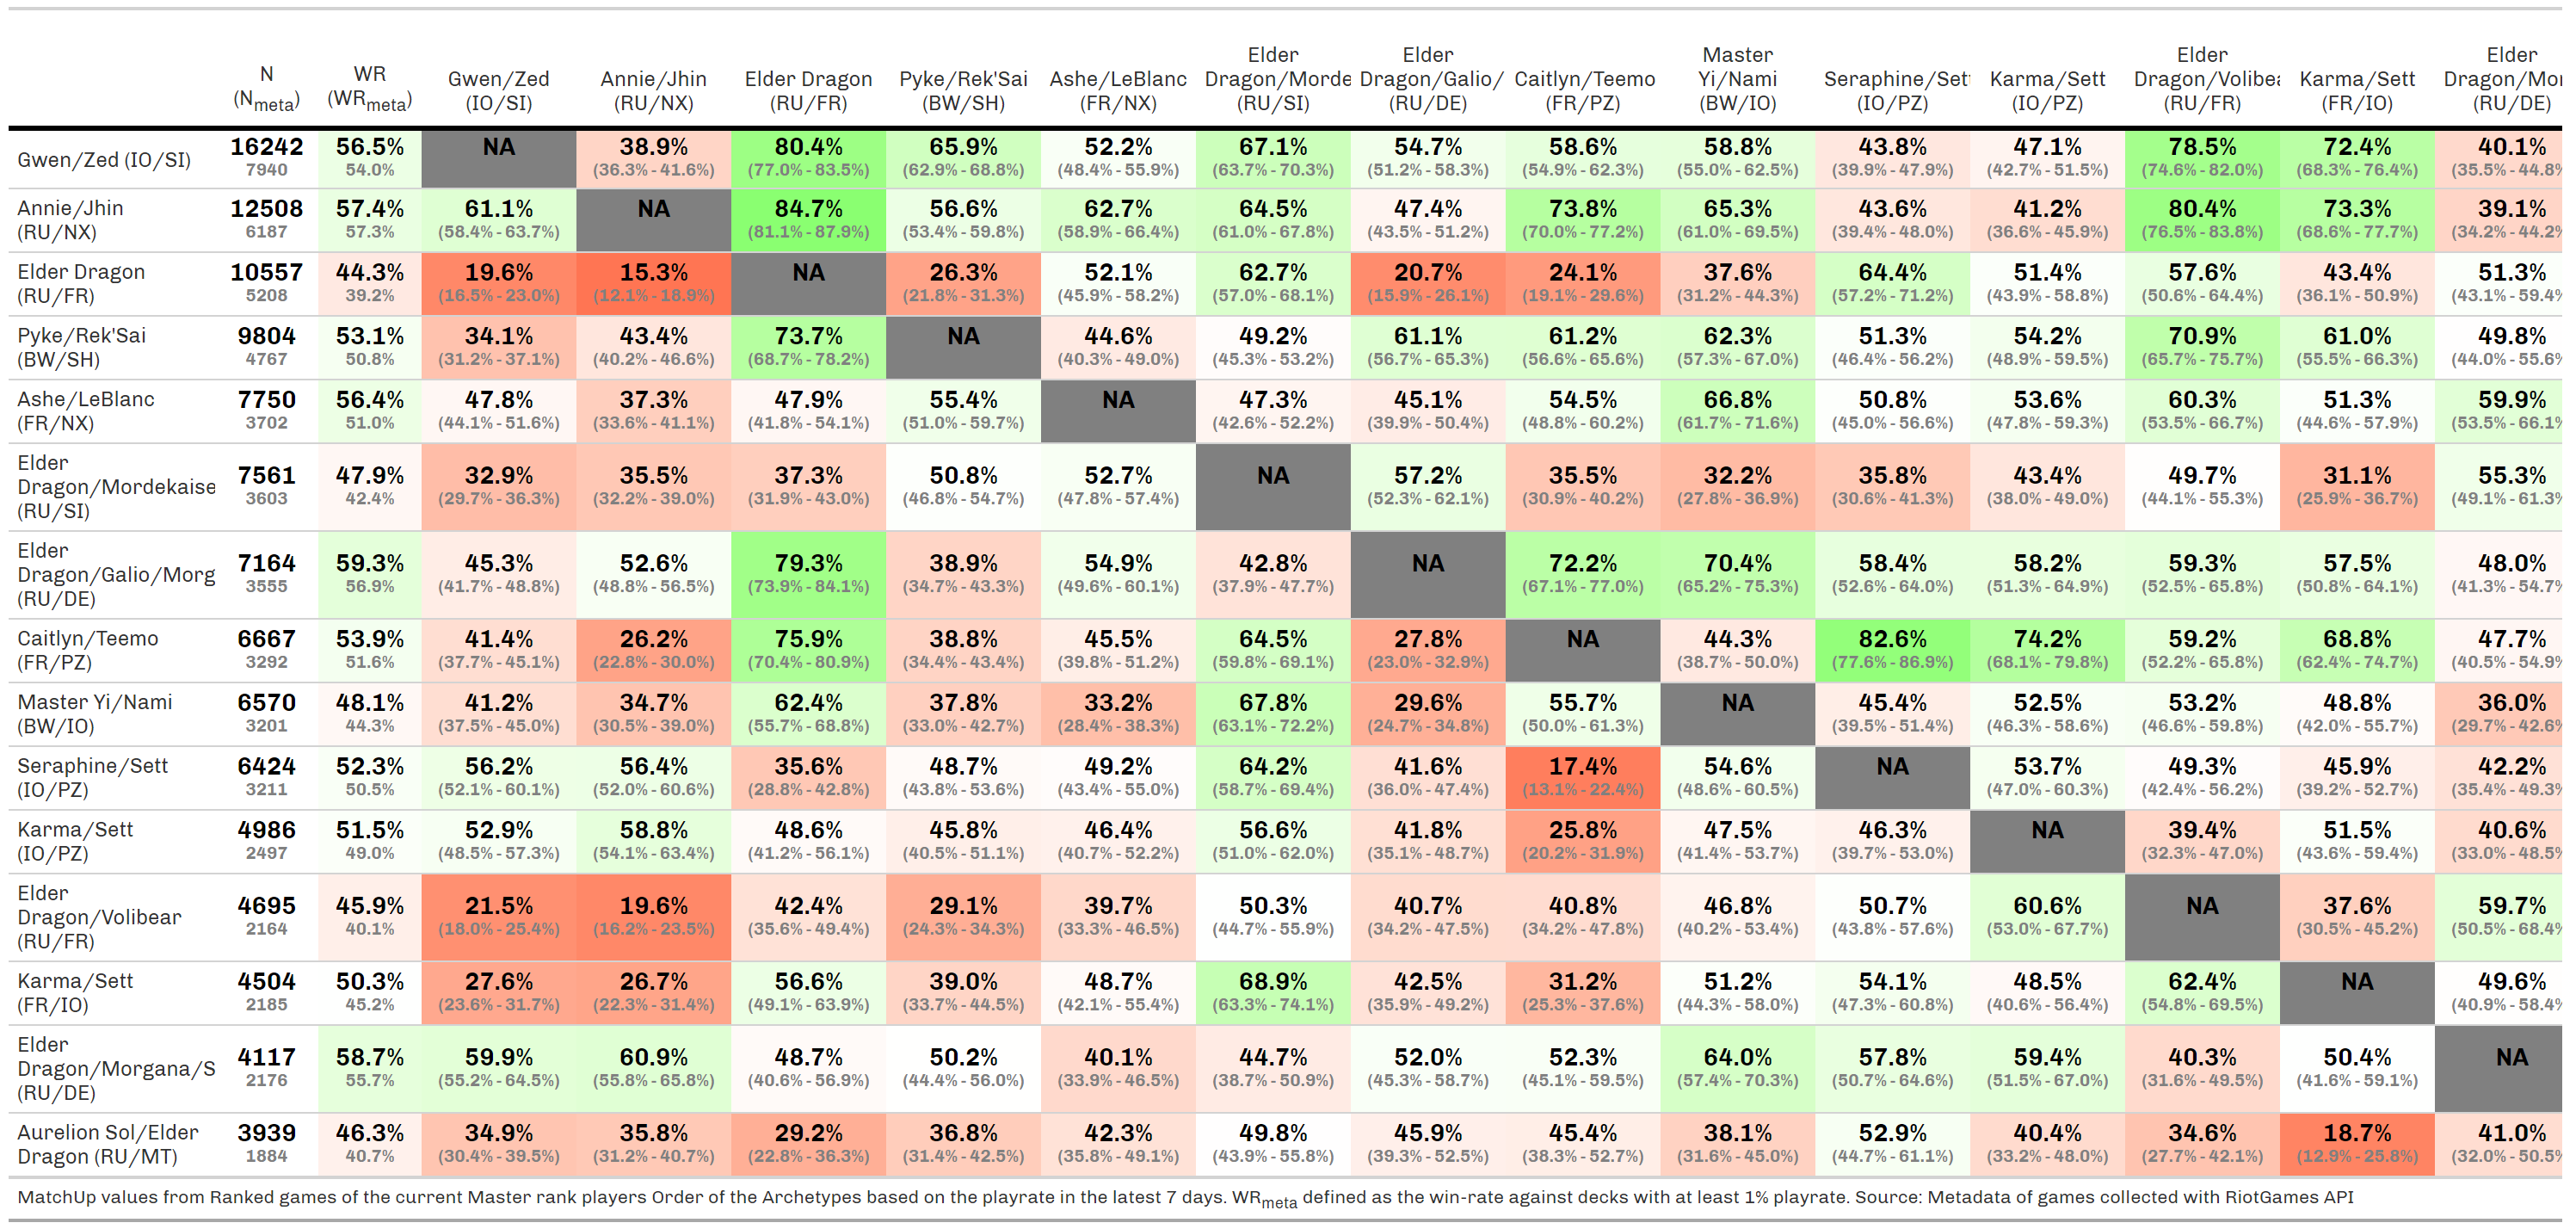 N
(Nmeta)
WR
(WRmeta)
Gwen/Zed
(IO/SI)
Annie/Jhin
(RU/NX)
Elder Dragon
(RU/FR)
Pyke/Rek'Sai
(BW/SH)
Ashe/LeBlanc
(FR/NX)
Elder
Dragon/Morde
(RU/SI)
Elder
Dragon/Galio/
(RU/DE)
Caitlyn/Teemo
(FR/PZ)
Master
Yi/Nami
(BW/IO)
Seraphine/Sett
(IO/PZ)
Karma/Sett
(IO/PZ)
Elder
Dragon/Volibea
(RU/FR)
Karma/Sett
(FR/IO)
Elder
Dragon/Mor
(RU/DE)
Gwen/Zed (IO/SI)
16242 56.5% NA 38.9% 80.4% 65.9% 52.2% 67.1% 54.7% 58.6% 58.8% 43.8% 47.1% 78.5% 72.4% 40.1%
7940 54.0% (36.3% - 41.6%) (77.0% - 83.5%) (62.9% - 68.8%) (48.4% - 55.9%) (63.7% - 70.3%) (51.2% - 58.3%) (54.9% - 62.3%) (55.0% - 62.5%) (39.9% - 47.9%) (42.7% - 51.5%) (74.6% - 82.0%) (68.3% - 76.4%) (35.5% - 44.8%
Annie/Jhin
(RU/NX)
12508 57.4% 61.1% NA 84.7% 56.6% 62.7% 64.5% 47.4% 73.8% 65.3% 43.6% 41.2% 80.4% 73.3% 39.1%
6187 57.3% (58.4% - 63.7%) (81.1% - 87.9%) (53.4% - 59.8%) (58.9% - 66.4%) (61.0% - 67.8%) (43.5% - 51.2%) (70.0% - 77.2%) (61.0% - 69.5%) (39.4% - 48.0%) (36.6% - 45.9%) (76.5% - 83.8%) (68.6% - 77.7%) (34.2% - 44.2%
Elder Dragon
(RU/FR)
10557 44.3% 19.6% 15.3% NA 26.3% 52.1% 62.7% 20.7% 24.1% 37.6% 64.4% 51.4% 57.6% 43.4% 51.3%
5208 39.2% (16.5% - 23.0%) (12.1% - 18.9%) (21.8% - 31.3%) (45.9% - 58.2%) (57.0% - 68.1%) (15.9% - 26.1%) (19.1% - 29.6%) (31.2% - 44.3%) (57.2% - 71.2%) (43.9% - 58.8%) (50.6% - 64.4%) (36.1% - 50.9%) (43.1% - 59.4%
Pyke/Rek'Sai
(BW/SH)
9804 53.1% 34.1% 43.4% 73.7% NA 44.6% 49.2% 61.1% 61.2% 62.3% 51.3% 54.2% 70.9% 61.0% 49.8%
4767 50.8% (31.2% - 37.1%) (40.2% - 46.6%) (68.7% - 78.2%) (40.3% - 49.0%) (45.3% - 53.2%) (56.7% - 65.3%) (56.6% - 65.6%) (57.3% - 67.0%) (46.4% - 56.2%) (48.9% - 59.5%) (65.7% - 75.7%) (55.5% - 66.3%) (44.0% - 55.6%
Ashe/LeBlanc
(FR/NX)
7750 56.4% 47.8% 37.3% 47.9% 55.4% NA 47.3% 45.1% 54.5% 66.8% 50.8% 53.6% 60.3% 51.3% 59.9%
3702 51.0% (44.1% - 51.6%) (33.6% - 41.1%) (41.8% - 54.1%) (51.0% - 59.7%) (42.6% - 52.2%) (39.9% - 50.4%) (48.8% - 60.2%) (61.7% - 71.6%) (45.0% - 56.6%) (47.8% - 59.3%) (53.5% - 66.7%) (44.6% - 57.9%) (53.5% - 66.1%
Elder
Dragon/Mordekaise
(RU/SI)
7561 47.9% 32.9% 35.5% 37.3% 50.8% 52.7% NA 57.2% 35.5% 32.2% 35.8% 43.4% 49.7% 31.1% 55.3%
3603 42.4% (29.7% - 36.3%) (32.2% - 39.0%) (31.9% - 43.0%) (46.8% - 54.7%) (47.8% - 57.4%) (52.3% - 62.1%) (30.9% - 40.2%) (27.8% - 36.9%) (30.6% - 41.3%) (38.0% - 49.0%) (44.1% - 55.3%) (25.9% - 36.7%) (49.1% - 61.3%
Elder
Dragon/Galio/Morg
(RU/DE)
7164 59.3% 45.3% 52.6% 79.3% 38.9% 54.9% 42.8% NA 72.2% 70.4% 58.4% 58.2% 59.3% 57.5% 48.0%
3555 56.9% (41.7% - 48.8%) (48.8% - 56.5%) (73.9% - 84.1%) (34.7% - 43.3%) (49.6% - 60.1%) (37.9% - 47.7%) (67.1% - 77.0%) (65.2% - 75.3%) (52.6% - 64.0%) (51.3% - 64.9%) (52.5% - 65.8%) (50.8% - 64.1%) (41.3% - 54.7%
Caitlyn/Teemo
(FR/PZ)
6667 53.9% 41.4% 26.2% 75.9% 38.8% 45.5% 64.5% 27.8% NA 44.3% 82.6% 74.2% 59.2% 68.8% 47.7%
3292 51.6% (37.7% - 45.1%) (22.8% - 30.0%) (70.4% - 80.9%) (34.4% - 43.4%) (39.8% - 51.2%) (59.8% - 69.1%) (23.0% - 32.9%) (38.7% - 50.0%) (77.6% - 86.9%) (68.1% - 79.8%) (52.2% - 65.8%) (62.4% - 74.7%) (40.5% - 54.9%
Master Yi/Nami
(BW/IO)
6570 48.1% 41.2% 34.7% 62.4% 37.8% 33.2% 67.8% 29.6% 55.7% NA 45.4% 52.5% 53.2% 48.8% 36.0%
3201 44.3% (37.5% - 45.0%) (30.5% - 39.0%) (55.7% - 68.8%) (33.0% - 42.7%) (28.4% - 38.3%) (63.1% - 72.2%) (24.7% - 34.8%) (50.0% - 61.3%) (39.5% - 51.4%) (46.3% - 58.6%) (46.6% - 59.8%) (42.0% - 55.7%) (29.7% - 42.6%
Seraphine/Sett
(IO/PZ)
6424 52.3% 56.2% 56.4% 35.6% 48.7% 49.2% 64.2% 41.6% 17.4% 54.6% NA 53.7% 49.3% 45.9% 42.2%
3211 50.5% (52.1% - 60.1%) (52.0% - 60.6%) (28.8% - 42.8%) (43.8% - 53.6%) (43.4% - 55.0%) (58.7% - 69.4%) (36.0% - 47.4%) (13.1% - 22.4%) (48.6% - 60.5%) (47.0% - 60.3%) (42.4% - 56.2%) (39.2% - 52.7%) (35.4% - 49.3%
Karma/Sett
(IO/PZ)
4986 51.5% 52.9% 58.8% 48.6% 45.8% 46.4% 56.6% 41.8% 25.8% 47.5% 46.3% NA 39.4% 51.5% 40.6%
2497 49.0% (48.5% - 57.3%) (54.1% - 63.4%) (41.2% - 56.1%) (40.5% - 51.1%) (40.7% - 52.2%) (51.0% - 62.0%) (35.1% - 48.7%) (20.2% - 31.9%) (41.4% - 53.7%) (39.7% - 53.0%) (32.3% - 47.0%) (43.6% - 59.4%) (33.0% - 48.5%
Elder
Dragon/Volibear
(RU/FR)
4695 45.9% 21.5% 19.6% 42.4% 29.1% 39.7% 50.3% 40.7% 40.8% 46.8% 50.7% 60.6% NA 37.6% 59.7%
2164 40.1% (18.0% - 25.4%) (16.2% - 23.5%) (35.6% - 49.4%) (24.3% - 34.3%) (33.3% - 46.5%) (44.7% - 55.9%) (34.2% - 47.5%) (34.2% - 47.8%) (40.2% - 53.4%) (43.8% - 57.6%) (53.0% - 67.7%) (30.5% - 45.2%) (50.5% - 68.4%
Karma/Sett
(FR/IO)
4504 50.3% 27.6% 26.7% 56.6% 39.0% 48.7% 68.9% 42.5% 31.2% 51.2% 54.1% 48.5% 62.4% NA 49.6%
2185 45.2% (23.6% - 31.7%) (22.3% - 31.4%) (49.1% - 63.9%) (33.7% - 44.5%) (42.1% - 55.4%) (63.3% - 74.1%) (35.9% - 49.2%) (25.3% - 37.6%) (44.3% - 58.0%) (47.3% - 60.8%) (40.6% - 56.4%) (54.8% - 69.5%) (40.9% - 58.4%
Elder
Dragon/Morgana/S
(RU/DE)
4117 58.7% 59.9% 60.9% 48.7% 50.2% 40.1% 44.7% 52.0% 52.3% 64.0% 57.8% 59.4% 40.3% 50.4% NA
2176 55.7% (55.2% - 64.5%) (55.8% - 65.8%) (40.6% - 56.9%) (44.4% - 56.0%) (33.9% - 46.5%) (38.7% - 50.9%) (45.3% - 58.7%) (45.1% - 59.5%) (57.4% - 70.3%) (50.7% - 64.6%) (51.5% - 67.0%) (31.6% - 49.5%) (41.6% - 59.1%)
Aurelion Sol/Elder
Dragon (RU/MT)
3939 46.3% 34.9% 35.8% 29.2% 36.8% 42.3% 49.8% 45.9% 45.4% 38.1% 52.9% 40.4% 34.6% 18.7% 41.0%
1884 40.7% (30.4% - 39.5%) (31.2% - 40.7%) (22.8% - 36.3%) (31.4% - 42.5%) (35.8% - 49.1%) (43.9% - 55.8%) (39.3% - 52.5%) (38.3% - 52.7%) (31.6% - 45.0%) (44.7% - 61.1%) (33.2% - 48.0%) (27.7% - 42.1%) (12.9% - 25.8%) (32.0% - 50.5%
MatchUp values from Ranked games of the current Master rank players Order of the Archetypes based on the playrate in the latest 7 days. WRmeta defined as the win-rate against decks with at least 1% playrate. Source: Metadata of games collected with RiotGames API